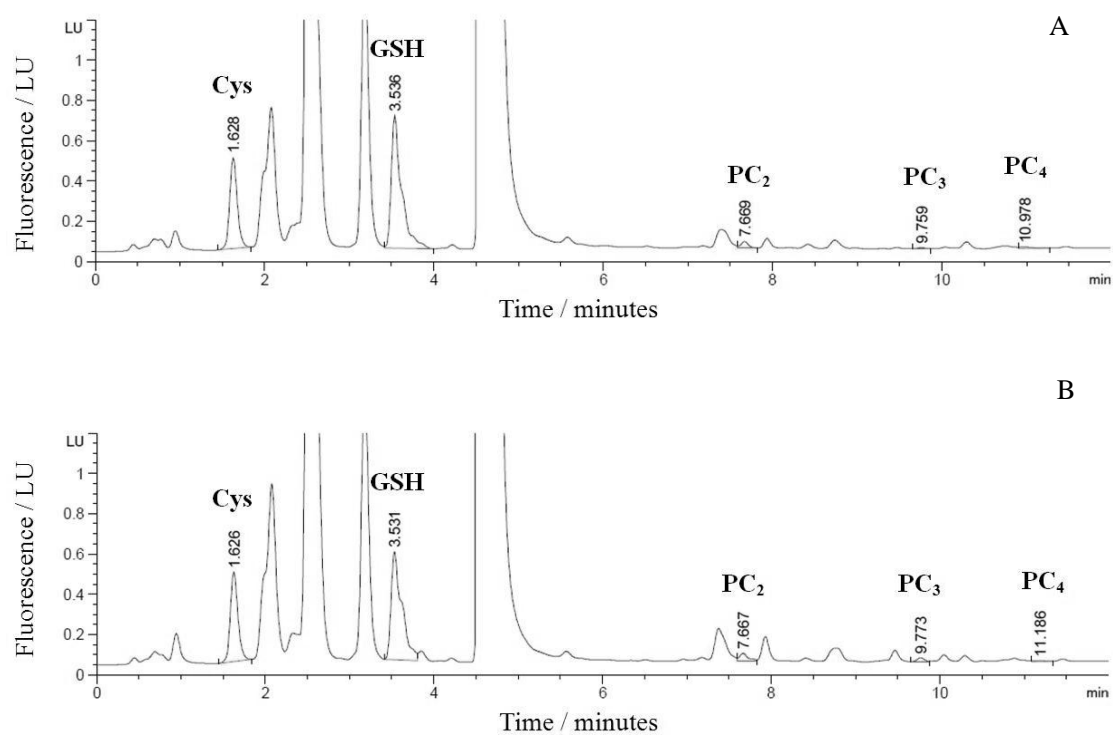 A
LU
1
0.8
0.6
0.4
0.2
0
Fluorescence / LU
Cys
1.628
GSH
3.536
PC₂
7.669
PC₃
9.759
PC₄
10.978
0 2 4 6 8 10 min
Time / minutes
B
LU
1
0.8
0.6
0.4
0.2
0
Fluorescence / LU
Cys
1.626
GSH
3.531
PC₂
7.667
PC₃
9.773
PC₄
11.186
0 2 4 6 8 10 min
Time / minutes